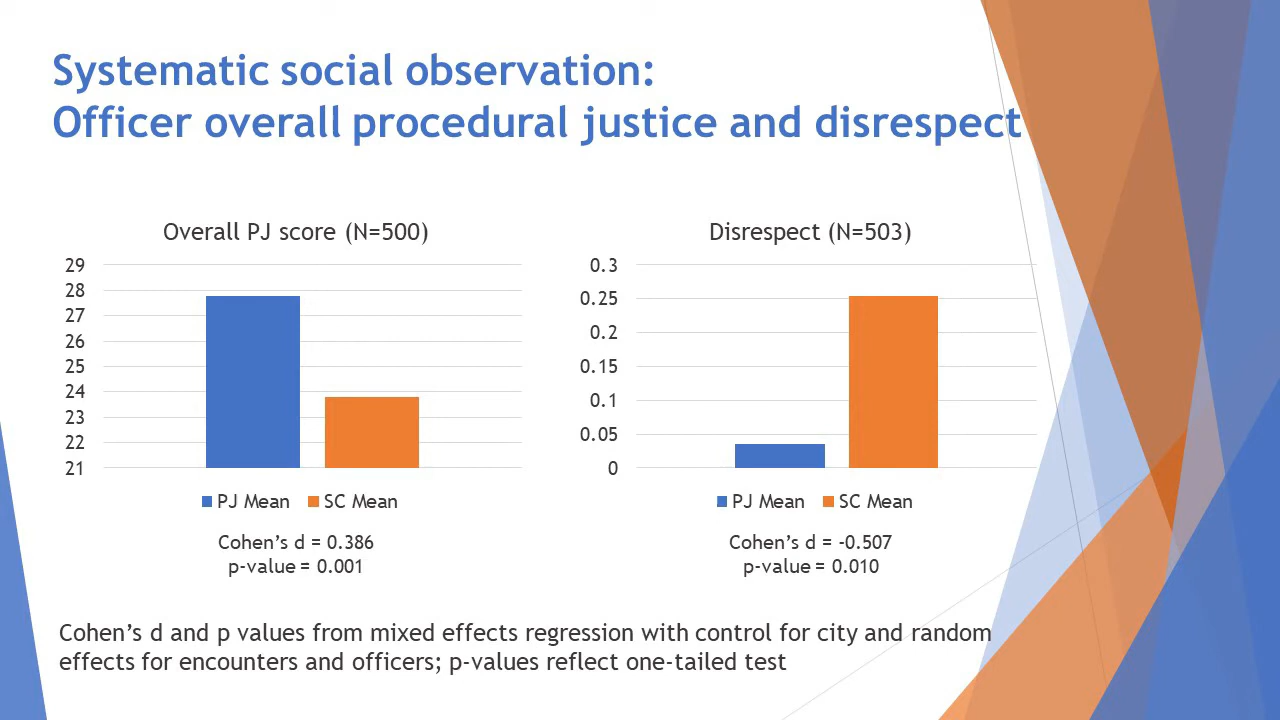 Systematic social observation:
Officer overall procedural justice and disrespect
Overall PJ score (N=500)
29
28
27
26
25
24
23
22
21
PJ Mean SC Mean
Cohen’s d = 0.386
p-value = 0.001
Disrespect (N=503)
0.3
0.25
0.2
0.15
0.1
0.05
0
PJ Mean SC Mean
Cohen’s d = -0.507
p-value = 0.010
Cohen’s d and p values from mixed effects regression with control for city and random
effects for encounters and officers; p-values reflect one-tailed test